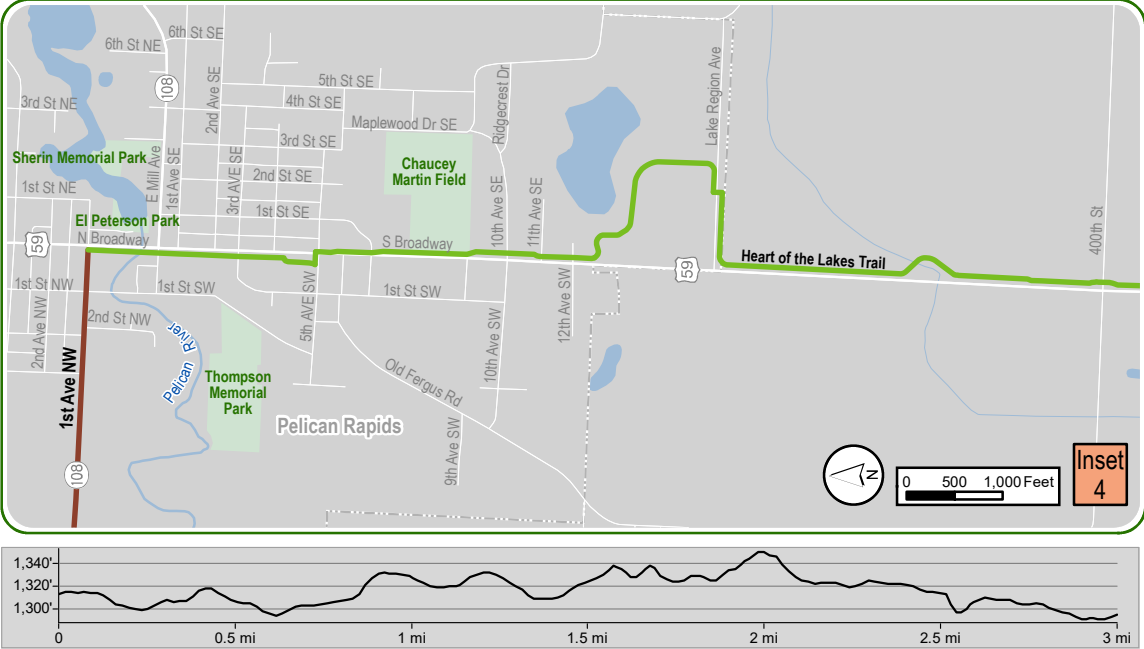 6th St SE
6th St NE
108
2nd Ave SE
5th St SE
4th St SE
3rd St NE
Maplewood Dr SE
Ridgecrest Dr
Lake Region Ave
3rd St SE
Sherin Memorial Park
E Mill Ave
1st Ave SE
3rd AVE SE
2nd St SE
Chaucey
Martin Field
1st St NE
10th Ave SE
11th Ave SE
El Peterson Park
1st St SE
400th St
N Broadway
59
S Broadway
Heart of the Lakes Trail
59
1st St NW
1st St SW
5th AVE SW
1st St SW
12th Ave SW
2nd Ave NW
2nd St NW
Pelican River
10th Ave SW
1st Ave NW
Thompson
Memorial
Park
Old Fergus Rd
Pelican Rapids
9th Ave SW
108
N
0 500 1,000 Feet
Inset
4
1,340'
1,320'
1,300'
0 0.5 mi 1 mi 1.5 mi 2 mi 2.5 mi 3 mi